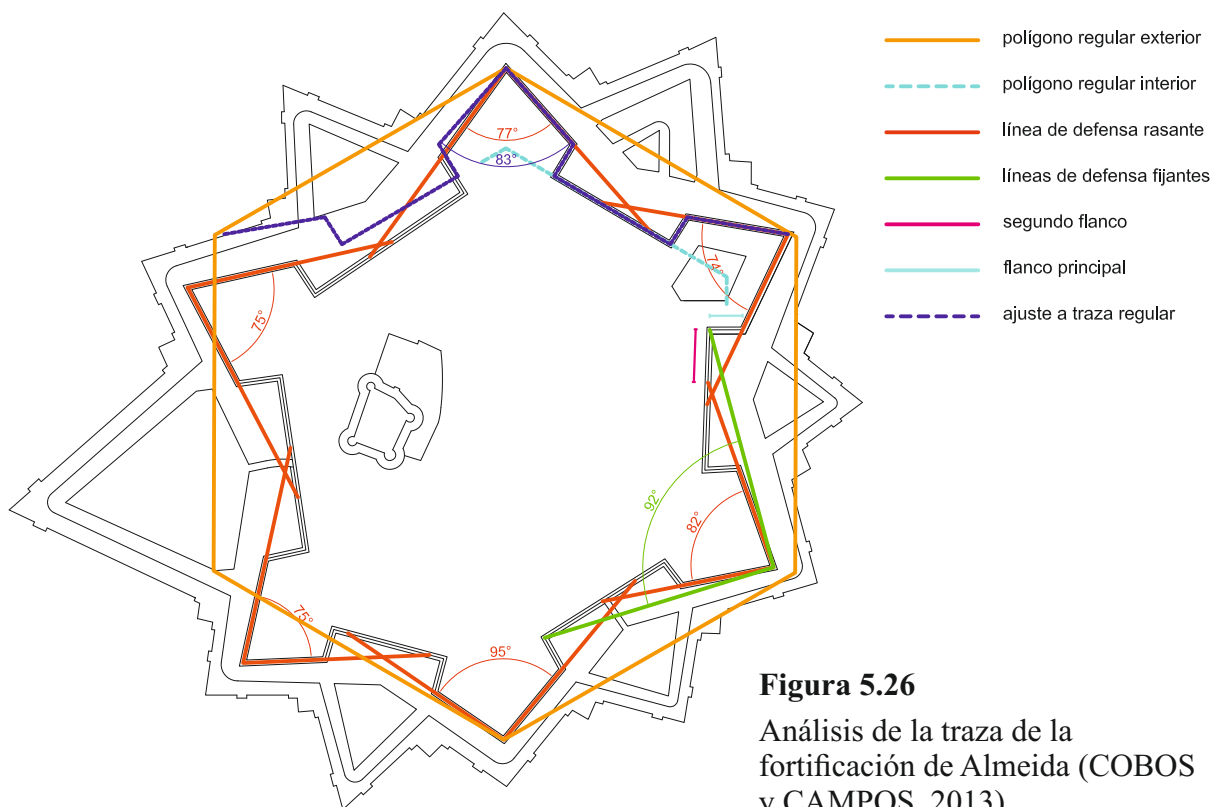 polígono regular exterior
polígono regular interior
línea de defensa rasante
líneas de defensa fijantes
segundo flanco
flanco principal
ajuste a traza regular
77°
83°
74°
75°
92°
82°
75°
95°
Figura 5.26
Análisis de la traza de la
fortificación de Almeida (COBOS
y CAMPOS, 2013)